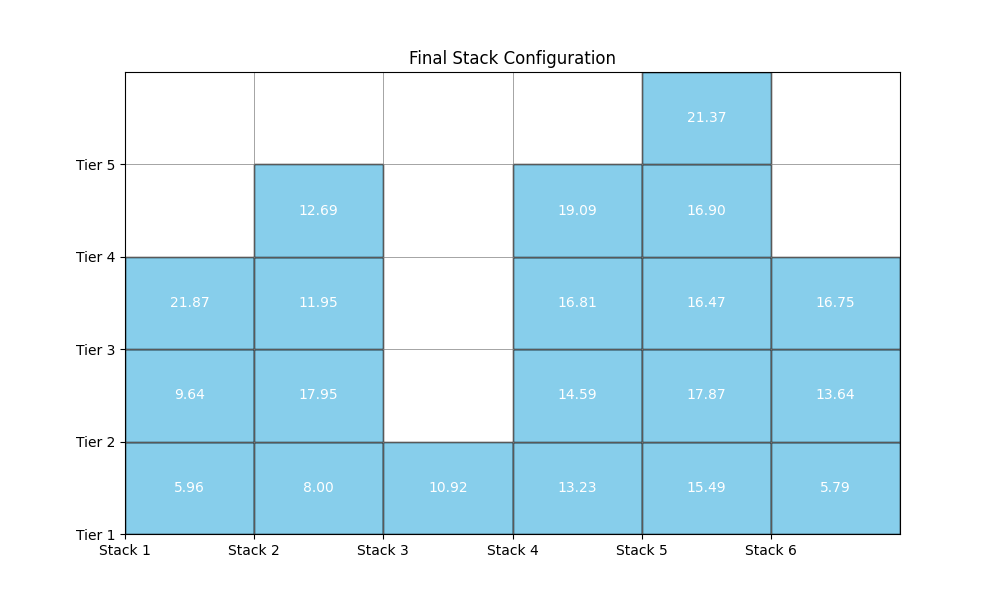 Final Stack Configuration
21.37
Tier 5
12.69 19.09 16.90
Tier 4
21.87 11.95 16.81 16.47 16.75
Tier 3
9.64 17.95 14.59 17.87 13.64
Tier 2
5.96 8.00 10.92 13.23 15.49 5.79
Tier 1
Stack 1 Stack 2 Stack 3 Stack 4 Stack 5 Stack 6